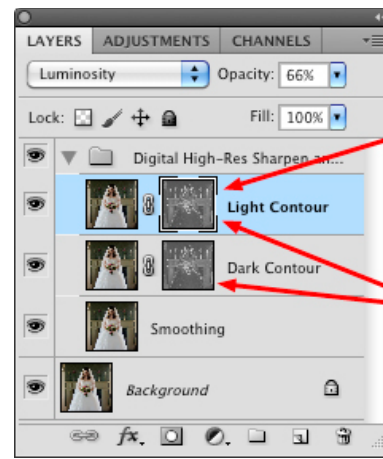 LAYERS ADJUSTMENTS CHANNELS
Luminosity Opacity: 66%
Lock: Fill: 100%
Digital High-Res Sharpen an...
Light Contour
Dark Contour
Smoothing
Background
fx.